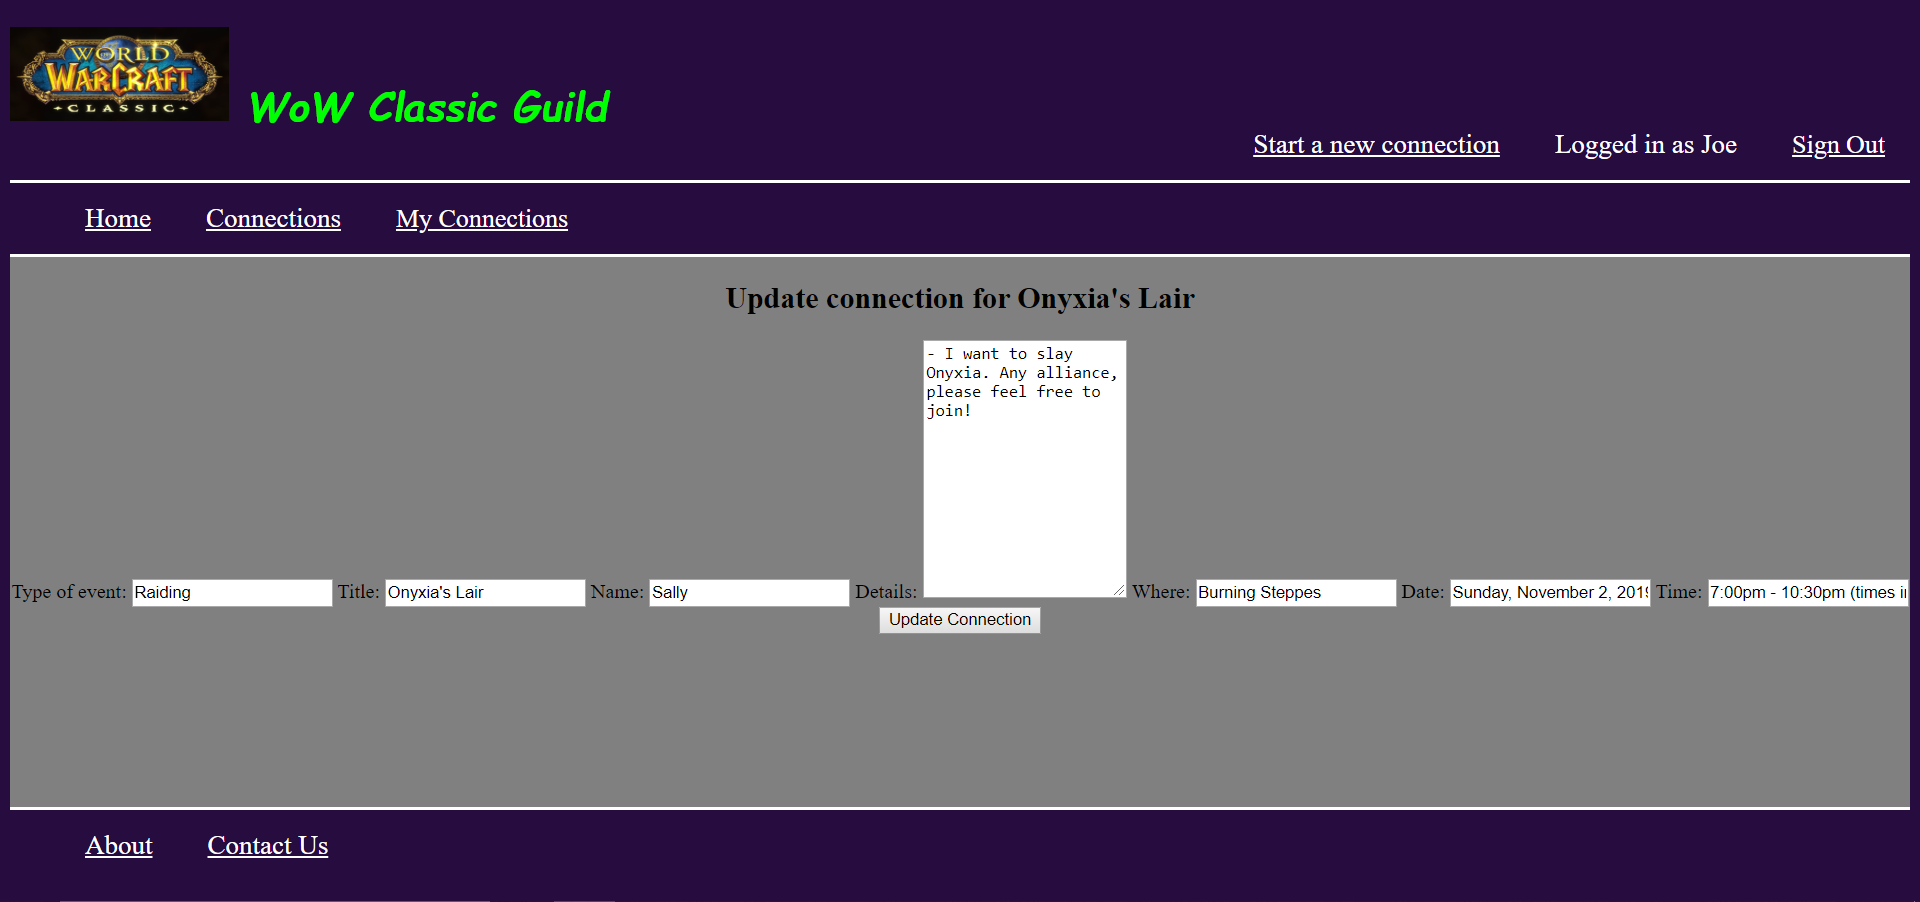 WORLD
WARCRAFT
CLASSIC
WoW Classic Guild
Start a new connection Logged in as Joe Sign Out
Home Connections My Connections
Update connection for Onyxia's Lair
- I want to slay
Onyxia. Any alliance,
please feel free to
join!
Type of event: Raiding Title: Onyxia's Lair Name: Sally Details: Where: Burning Steppes Date: Sunday, November 2, 2019 Time: 7:00pm - 10:30pm (times
Update Connection
About Contact Us